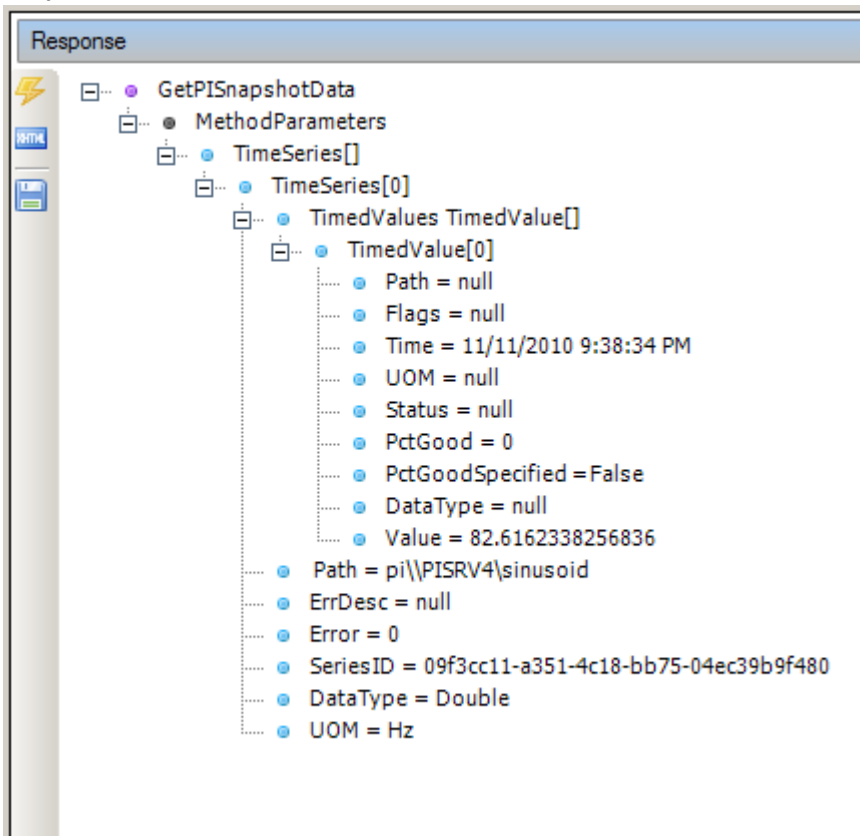 Response
GetPISnapshotData
MethodParameters
XHTML
TimeSeries[]
TimeSeries[0]
TimedValues TimedValue[]
TimedValue[0]
Path = null
Flags = null
Time = 11/11/2010 9:38:34 PM
UOM = null
Status = null
PctGood = 0
PctGoodSpecified =False
DataType = null
Value = 82.6162338256836
Path = pi\\PISRV4\sinusoid
ErrDesc = null
Error = 0
SeriesID = 09f3cc11-a351-4c18-bb75-04ec39b9f480
DataType = Double
UOM = Hz